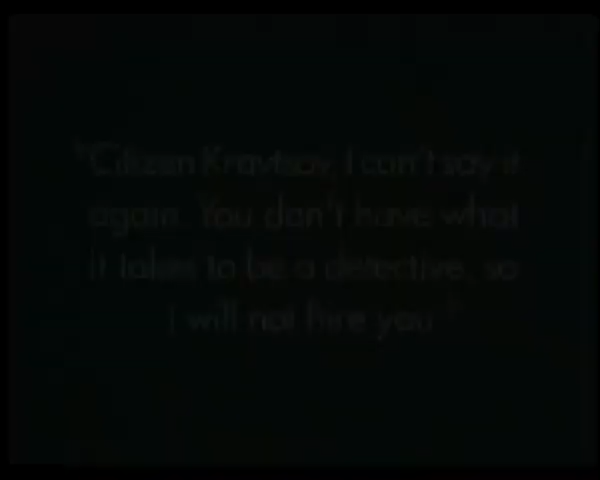 "Citizen Kravtsov, I can't say it
again. You don't have what
it takes to be a detective, so
I will not hire you."